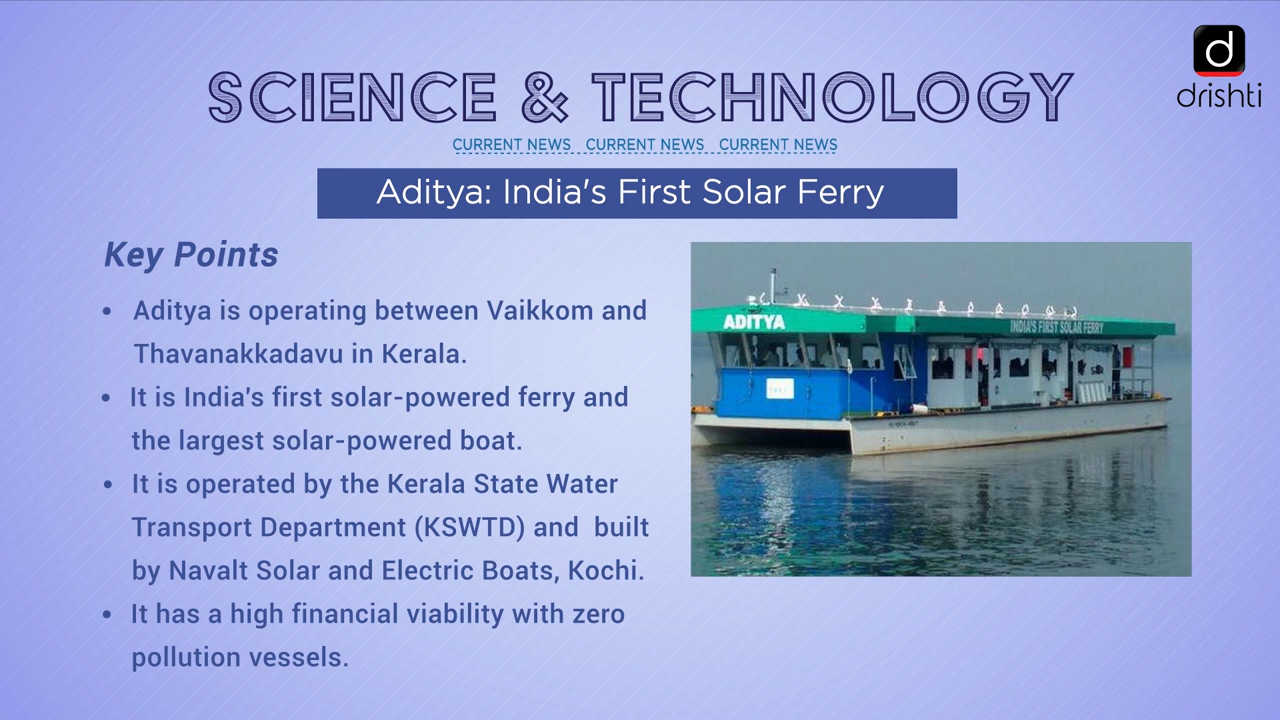 d
drishti
SCIENCE & TECHNOLOGY
CURRENT NEWS CURRENT NEWS CURRENT NEWS
Aditya: India's First Solar Ferry
Key Points
• Aditya is operating between Vaikkom and
Thavanakkadavu in Kerala.
• It is India's first solar-powered ferry and
the largest solar-powered boat.
• It is operated by the Kerala State Water
Transport Department (KSWTD) and built
by Navalt Solar and Electric Boats, Kochi.
• It has a high financial viability with zero
pollution vessels.
ADITYA
INDIA'S FIRST SOLAR FERRY